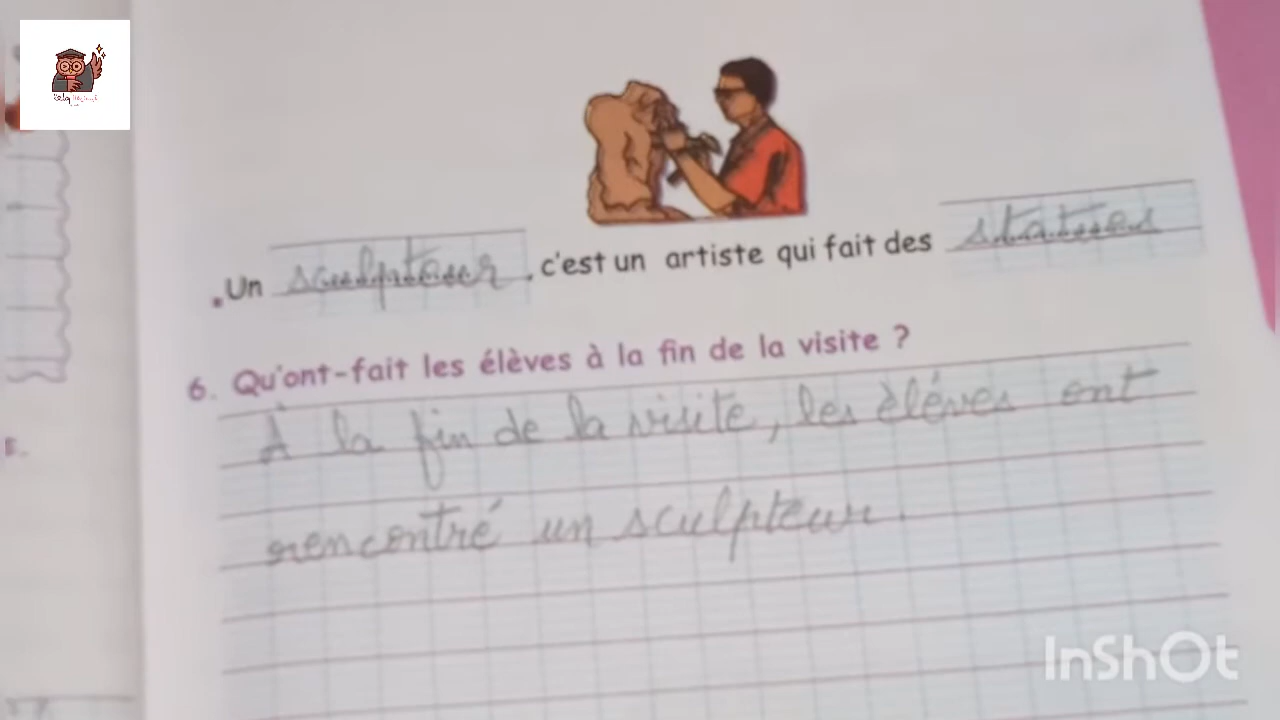 .Un sculpteur, c'est un artiste qui fait des statues
6. Qu'ont-fait les élèves à la fin de la visite ?
À la fin de la visite, les élèves ont
rencontré un sculpteur.
E.
InShOt